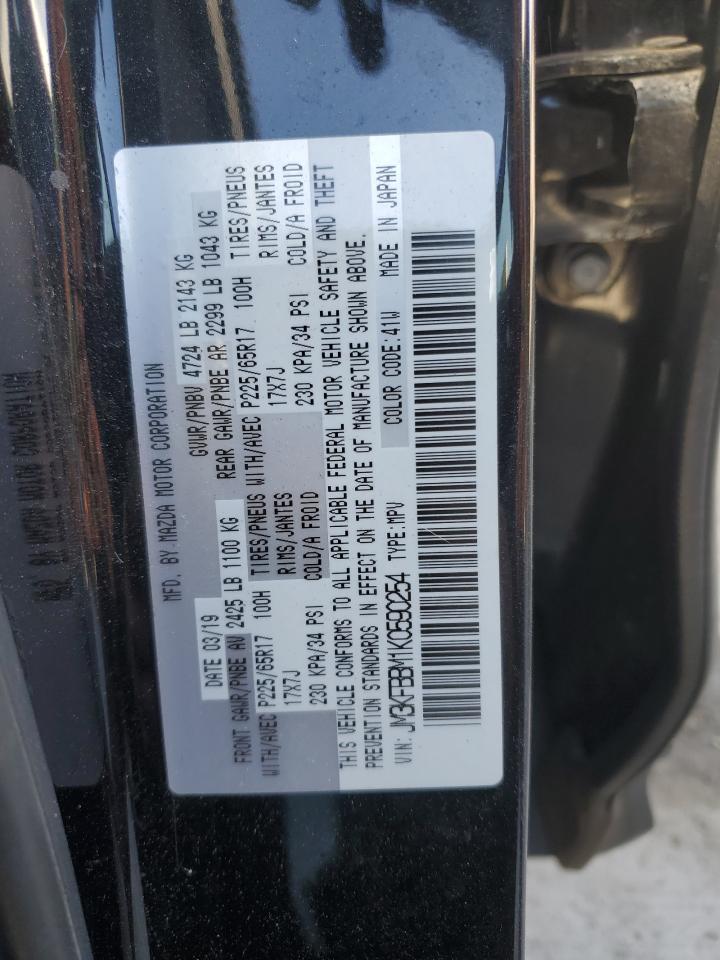 MFD. BY MAZDA MOTOR CORPORATION
DATE 03/19 GVWR/PNBV 4724 LB 2143 KG
FRONT GAWR/PNBE AV 2425 LB 1100 KG REAR GAWR/PNBE AR 2299 LB 1043 KG
WITH/AVEC P225/65R17 100H TIRES/PNEUS WITH/AVEC P225/65R17 100H TIRES/PNEUS
17X7J RIMS/JANTES 17X7J RIMS/JANTES
230 KPA/34 PSI COLD/A FROID 230 KPA/34 PSI COLD/A FROID
THIS VEHICLE CONFORMS TO ALL APPLICABLE FEDERAL MOTOR VEHICLE SAFETY AND THEFT
PREVENTION STANDARDS IN EFFECT ON THE DATE OF MANUFACTURE SHOWN ABOVE.
VIN: JM3KFBBM1K0590254 TYPE:MPV COLOR CODE:41W MADE IN JAPAN